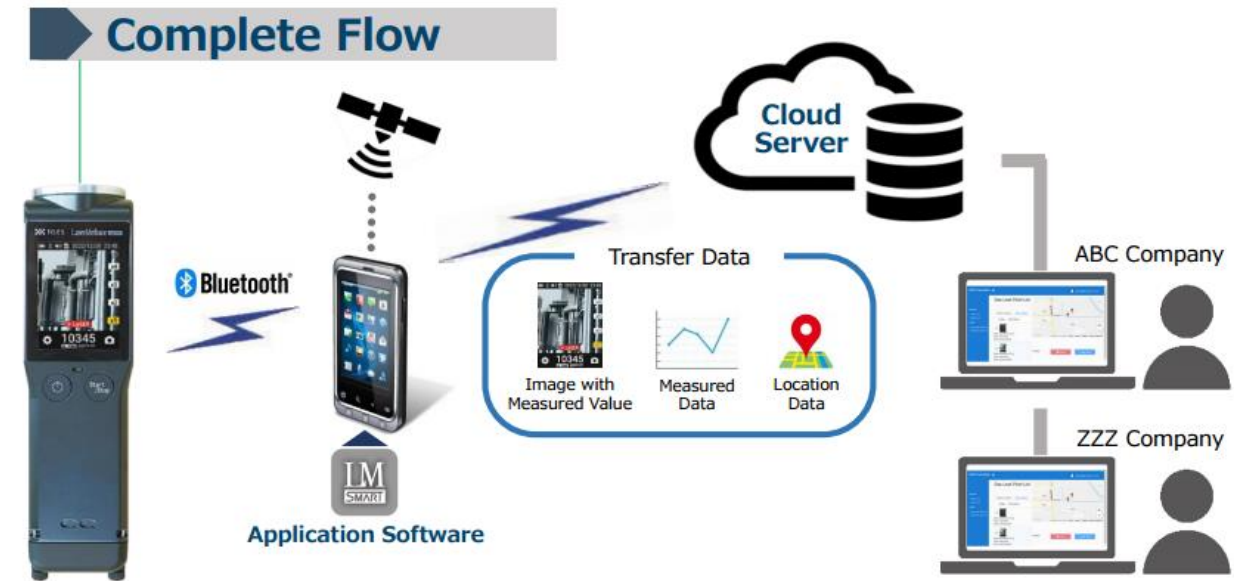 Complete Flow
Cloud
Server
Bluetooth®
10345
Transfer Data
10345
Image with
Measured Value
Measured
Data
Location
Data
LM
SMART
Application Software
ABC Company
ZZZ Company